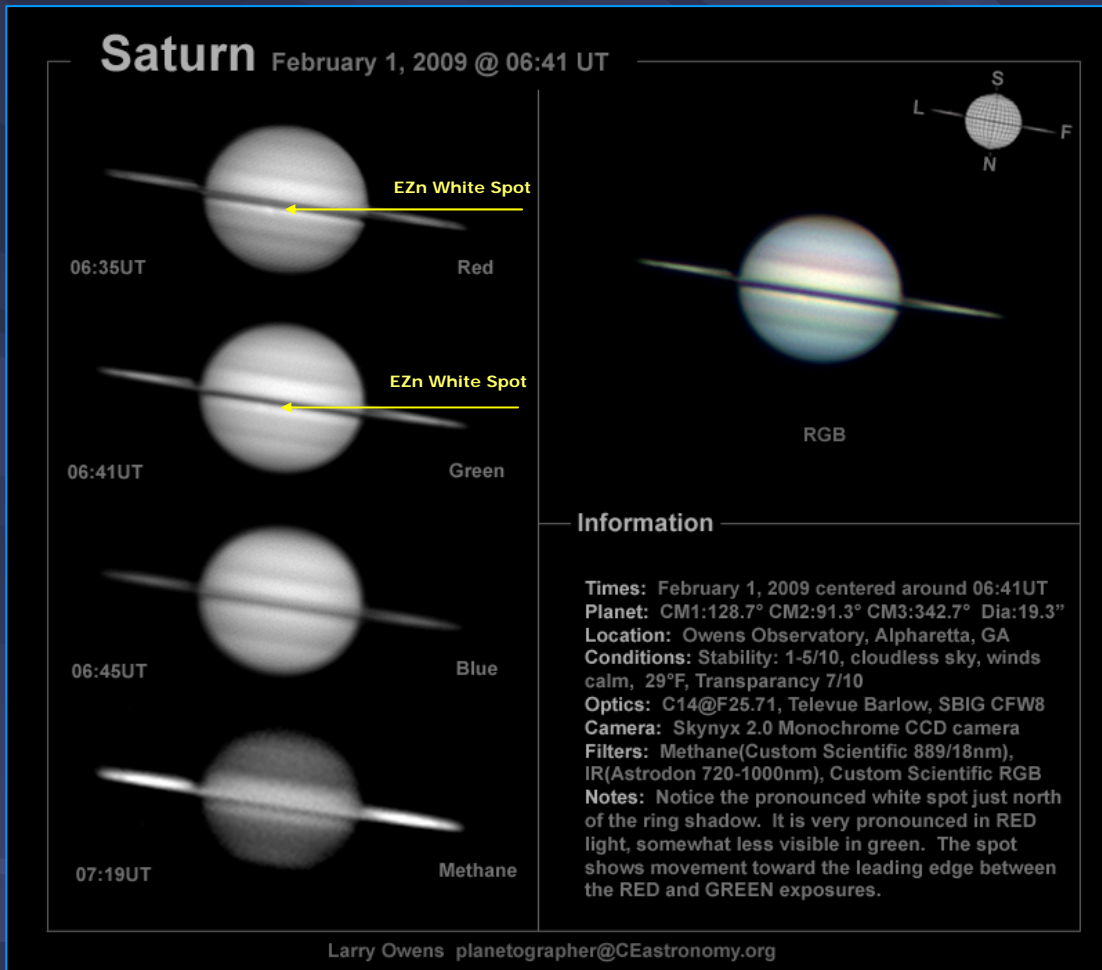 Saturn February 1, 2009 @ 06:41 UT
EZn White Spot
06:35UT
Red
EZn White Spot
06:41UT
Green
06:45UT
Blue
07:19UT
Methane
S
L
F
N
RGB
Information
Times: February 1, 2009 centered around 06:41UT
Planet: CM1:128.7° CM2:91.3° CM3:342.7° Dia:19.3”
Location: Owens Observatory, Alpharetta, GA
Conditions: Stability: 1-5/10, cloudless sky, winds
calm, 29°F, Transparancy 7/10
Optics: C14@F25.71, Televue Barlow, SBIG CFW8
Camera: Skynyx 2.0 Monochrome CCD camera
Filters: Methane(Custom Scientific 889/18nm),
IR(Astrodon 720-1000nm), Custom Scientific RGB
Notes: Notice the pronounced white spot just north
of the ring shadow. It is very pronounced in RED
light, somewhat less visible in green. The spot
shows movement toward the leading edge between
the RED and GREEN exposures.
Larry Owens planetographer@CEastronomy.org